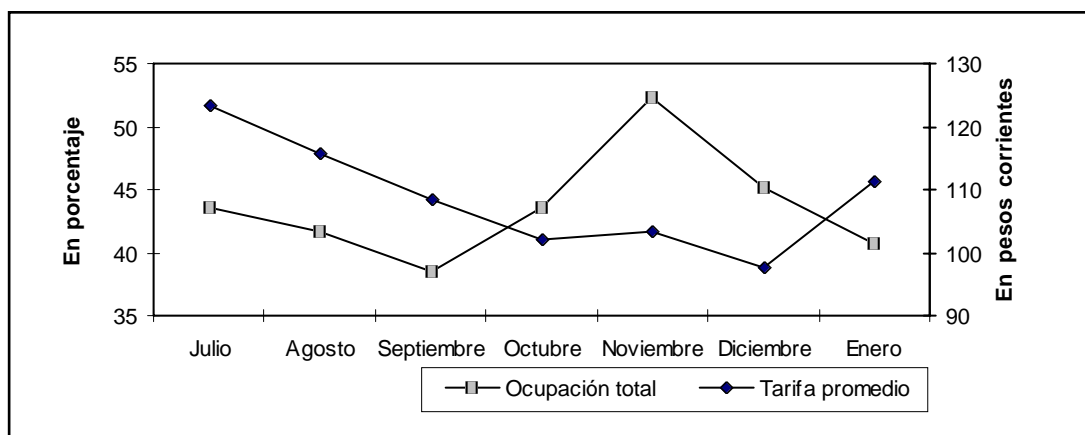 En porcentaje
55
50
45
40
35
130
120
110
100
90
En pesos corrientes
Julio Agosto Septiembre Octubre Noviembre Diciembre Enero
Ocupación total Tarifa promedio